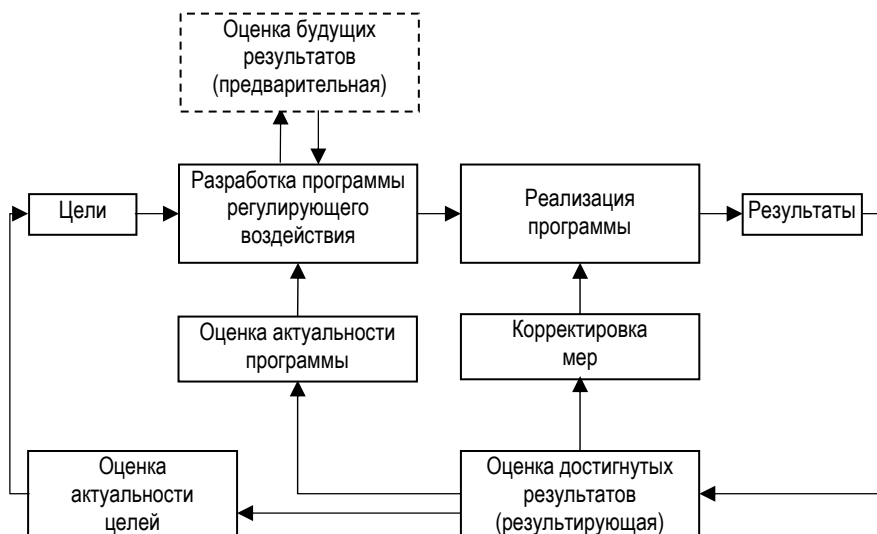 Оценка будущих
результатов
(предварительная)
Цели
Разработка программы
регулирующего
воздействия
Реализация
программы
Результаты
Оценка актуальности
программы
Корректировка
мер
Оценка
актуальности
целей
Оценка достигнутых
результатов
(результирующая)